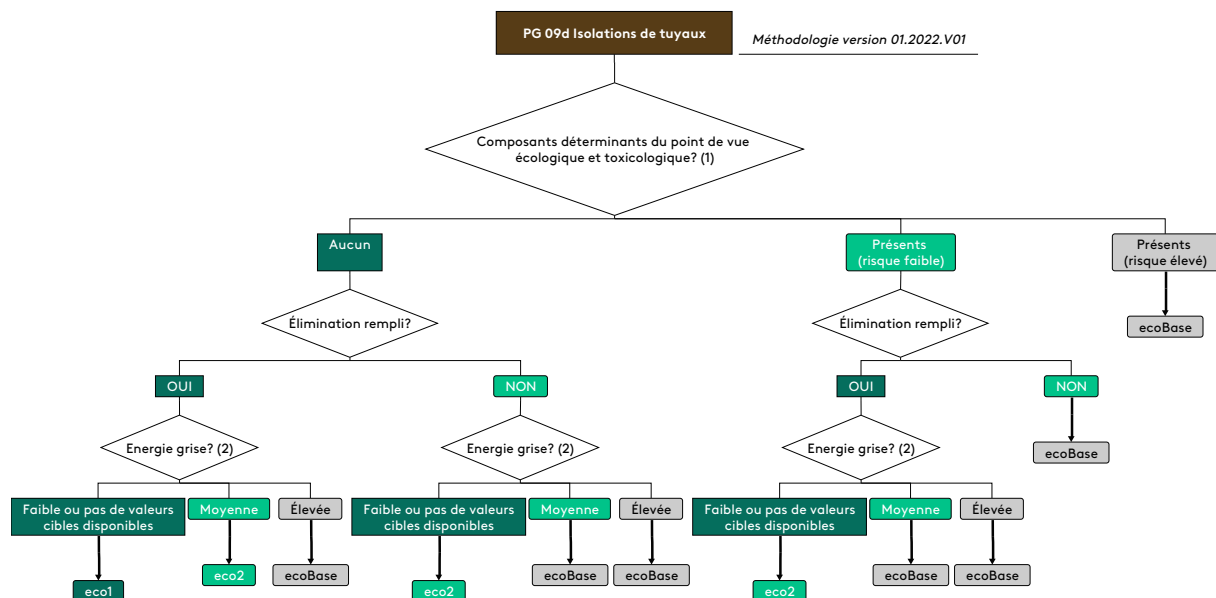 PG 09d Isolations de tuyaux
Méthodologie version 01.2022.V01
Composants déterminants du point de vue
écologique et toxicologique? (1)
Aucun
Présents
(risque faible)
Présents
(risque élevé)
Élimination rempli?
Élimination rempli?
ecoBase
OUI
NON
OUI
NON
Energie grise? (2)
Energie grise? (2)
Energie grise? (2)
ecoBase
Faible ou pas de valeurs
cibles disponibles
Moyenne
Élevée
Faible ou pas de valeurs
cibles disponibles
Moyenne
Élevée
Faible ou pas de valeurs
cibles disponibles
Moyenne
Élevée
eco1
eco2
ecoBase
eco2
ecoBase
ecoBase
eco2
ecoBase
ecoBase